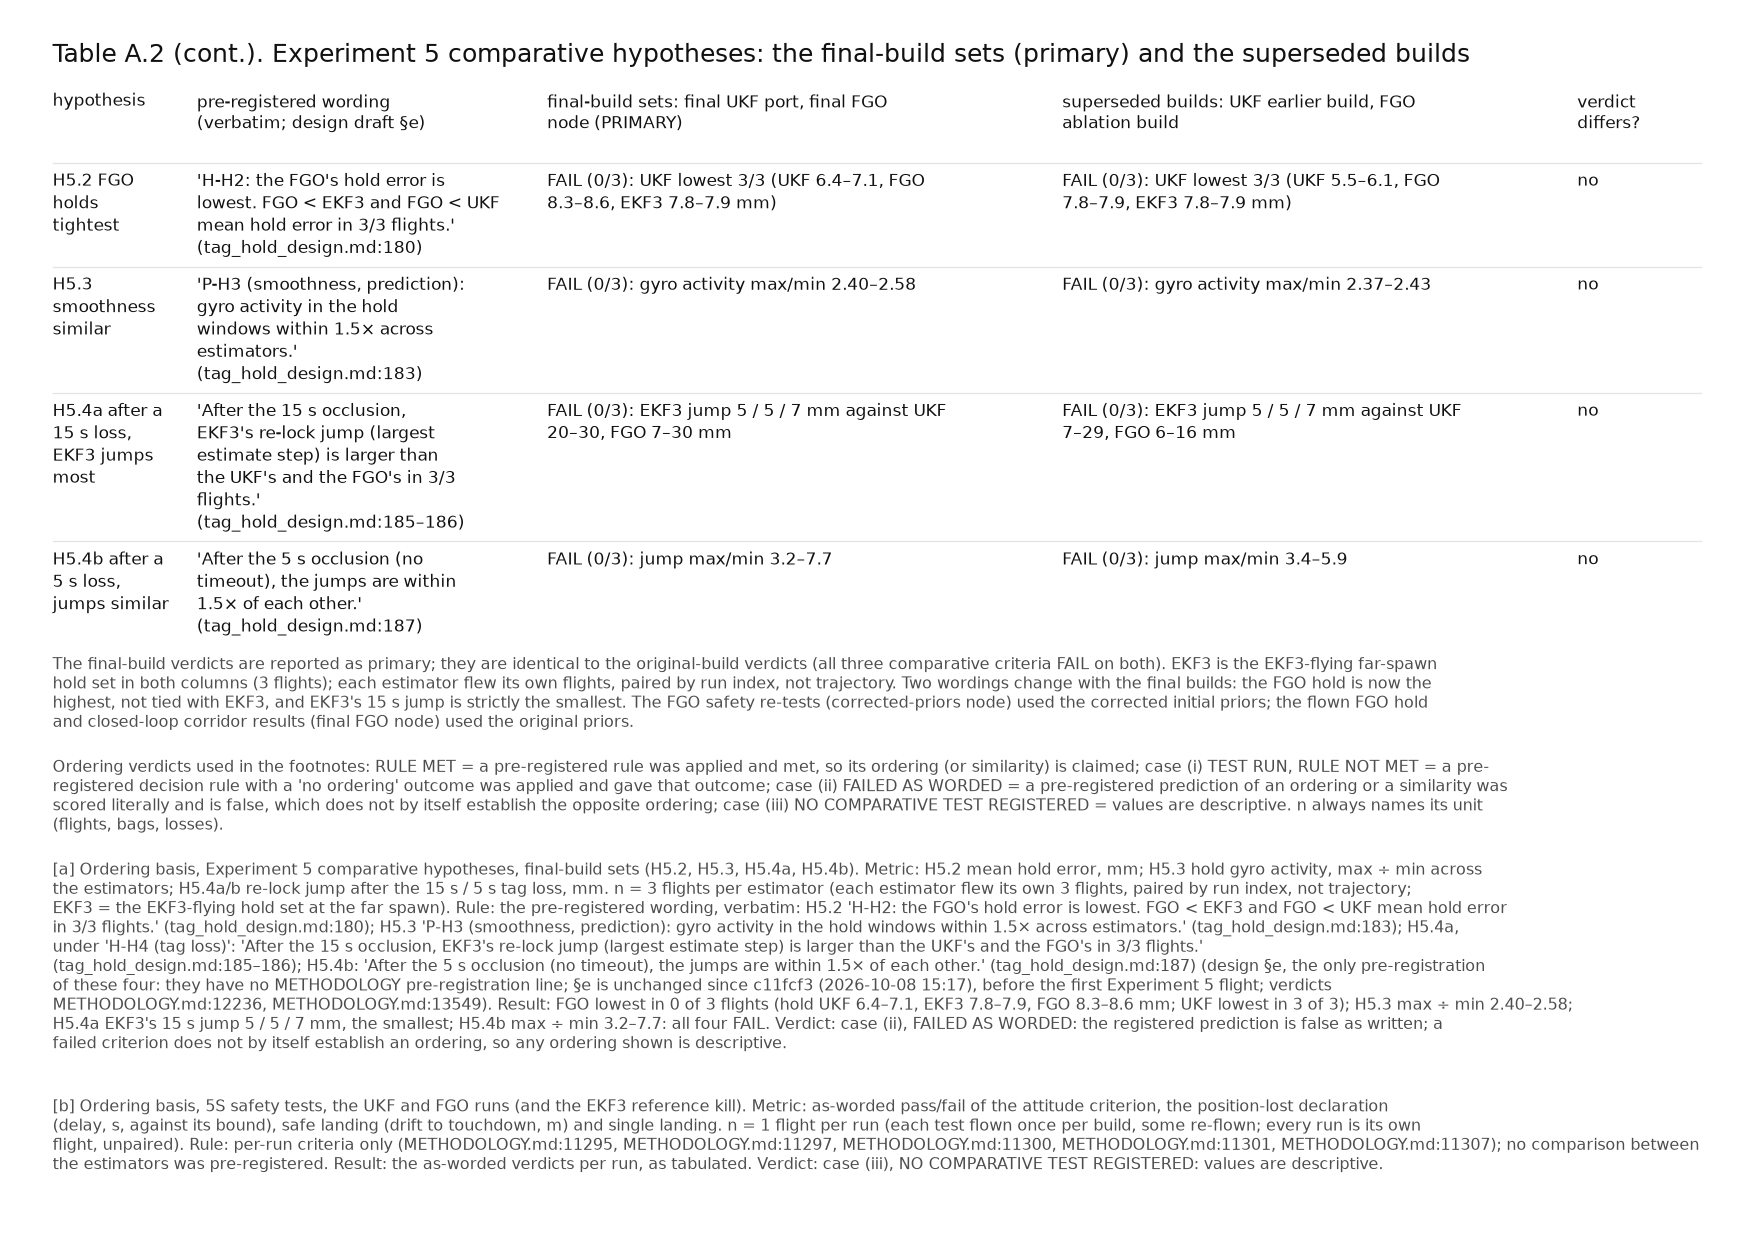 Table A.2 (cont.). Experiment 5 comparative hypotheses: the final-build sets (primary) and the superseded builds
hypothesis
pre-registered wording
(verbatim; design draft §e)
final-build sets: final UKF port, final FGO
node (PRIMARY)
superseded builds: UKF earlier build, FGO
ablation build
verdict
differs?
H5.2 FGO
holds
tightest
'H-H2: the FGO's hold error is
lowest. FGO < EKF3 and FGO < UKF
mean hold error in 3/3 flights.'
(tag_hold_design.md:180)
FAIL (0/3): UKF lowest 3/3 (UKF 6.4–7.1, FGO
8.3–8.6, EKF3 7.8–7.9 mm)
FAIL (0/3): UKF lowest 3/3 (UKF 5.5–6.1, FGO
7.8–7.9, EKF3 7.8–7.9 mm)
no
H5.3
smoothness
similar
'P-H3 (smoothness, prediction):
gyro activity in the hold
windows within 1.5× across
estimators.'
(tag_hold_design.md:183)
FAIL (0/3): gyro activity max/min 2.40–2.58
FAIL (0/3): gyro activity max/min 2.37–2.43
no
H5.4a after a
15 s loss,
EKF3 jumps
most
'After the 15 s occlusion,
EKF3's re-lock jump (largest
estimate step) is larger than
the UKF's and the FGO's in 3/3
flights.'
(tag_hold_design.md:185–186)
FAIL (0/3): EKF3 jump 5 / 5 / 7 mm against UKF
20–30, FGO 7–30 mm
FAIL (0/3): EKF3 jump 5 / 5 / 7 mm against UKF
7–29, FGO 6–16 mm
no
H5.4b after a
5 s loss,
jumps similar
'After the 5 s occlusion (no
timeout), the jumps are within
1.5× of each other.'
(tag_hold_design.md:187)
FAIL (0/3): jump max/min 3.2–7.7
FAIL (0/3): jump max/min 3.4–5.9
no
The final-build verdicts are reported as primary; they are identical to the original-build verdicts (all three comparative criteria FAIL on both). EKF3 is the EKF3-flying far-spawn
hold set in both columns (3 flights); each estimator flew its own flights, paired by run index, not trajectory. Two wordings change with the final builds: the FGO hold is now the
highest, not tied with EKF3, and EKF3's 15 s jump is strictly the smallest. The FGO safety re-tests (corrected-priors node) used the corrected initial priors; the flown FGO hold
and closed-loop corridor results (final FGO node) used the original priors.
Ordering verdicts used in the footnotes: RULE MET = a pre-registered rule was applied and met, so its ordering (or similarity) is claimed; case (i) TEST RUN, RULE NOT MET = a pre-
registered decision rule with a 'no ordering' outcome was applied and gave that outcome; case (ii) FAILED AS WORDED = a pre-registered prediction of an ordering or a similarity was
scored literally and is false, which does not by itself establish the opposite ordering; case (iii) NO COMPARATIVE TEST REGISTERED = values are descriptive. n always names its unit
(flights, bags, losses).
[a] Ordering basis, Experiment 5 comparative hypotheses, final-build sets (H5.2, H5.3, H5.4a, H5.4b). Metric: H5.2 mean hold error, mm; H5.3 hold gyro activity, max ÷ min across
the estimators; H5.4a/b re-lock jump after the 15 s / 5 s tag loss, mm. n = 3 flights per estimator (each estimator flew its own 3 flights, paired by run index, not trajectory;
EKF3 = the EKF3-flying hold set at the far spawn). Rule: the pre-registered wording, verbatim: H5.2 'H-H2: the FGO's hold error is lowest. FGO < EKF3 and FGO < UKF mean hold error
in 3/3 flights.' (tag_hold_design.md:180); H5.3 'P-H3 (smoothness, prediction): gyro activity in the hold windows within 1.5× across estimators.' (tag_hold_design.md:183); H5.4a,
under 'H-H4 (tag loss)': 'After the 15 s occlusion, EKF3's re-lock jump (largest estimate step) is larger than the UKF's and the FGO's in 3/3 flights.'
(tag_hold_design.md:185–186); H5.4b: 'After the 5 s occlusion (no timeout), the jumps are within 1.5× of each other.' (tag_hold_design.md:187) (design §e, the only pre-registration
of these four: they have no METHODOLOGY pre-registration line; §e is unchanged since c11fcf3 (2026-10-08 15:17), before the first Experiment 5 flight; verdicts
METHODOLOGY.md:12236, METHODOLOGY.md:13549). Result: FGO lowest in 0 of 3 flights (hold UKF 6.4–7.1, EKF3 7.8–7.9, FGO 8.3–8.6 mm; UKF lowest in 3 of 3); H5.3 max ÷ min 2.40–2.58;
H5.4a EKF3's 15 s jump 5 / 5 / 7 mm, the smallest; H5.4b max ÷ min 3.2–7.7: all four FAIL. Verdict: case (ii), FAILED AS WORDED: the registered prediction is false as written; a
failed criterion does not by itself establish an ordering, so any ordering shown is descriptive.
[b] Ordering basis, 5S safety tests, the UKF and FGO runs (and the EKF3 reference kill). Metric: as-worded pass/fail of the attitude criterion, the position-lost declaration
(delay, s, against its bound), safe landing (drift to touchdown, m) and single landing. n = 1 flight per run (each test flown once per build, some re-flown; every run is its own
flight, unpaired). Rule: per-run criteria only (METHODOLOGY.md:11295, METHODOLOGY.md:11297, METHODOLOGY.md:11300, METHODOLOGY.md:11301, METHODOLOGY.md:11307); no comparison between
the estimators was pre-registered. Result: the as-worded verdicts per run, as tabulated. Verdict: case (iii), NO COMPARATIVE TEST REGISTERED: values are descriptive.